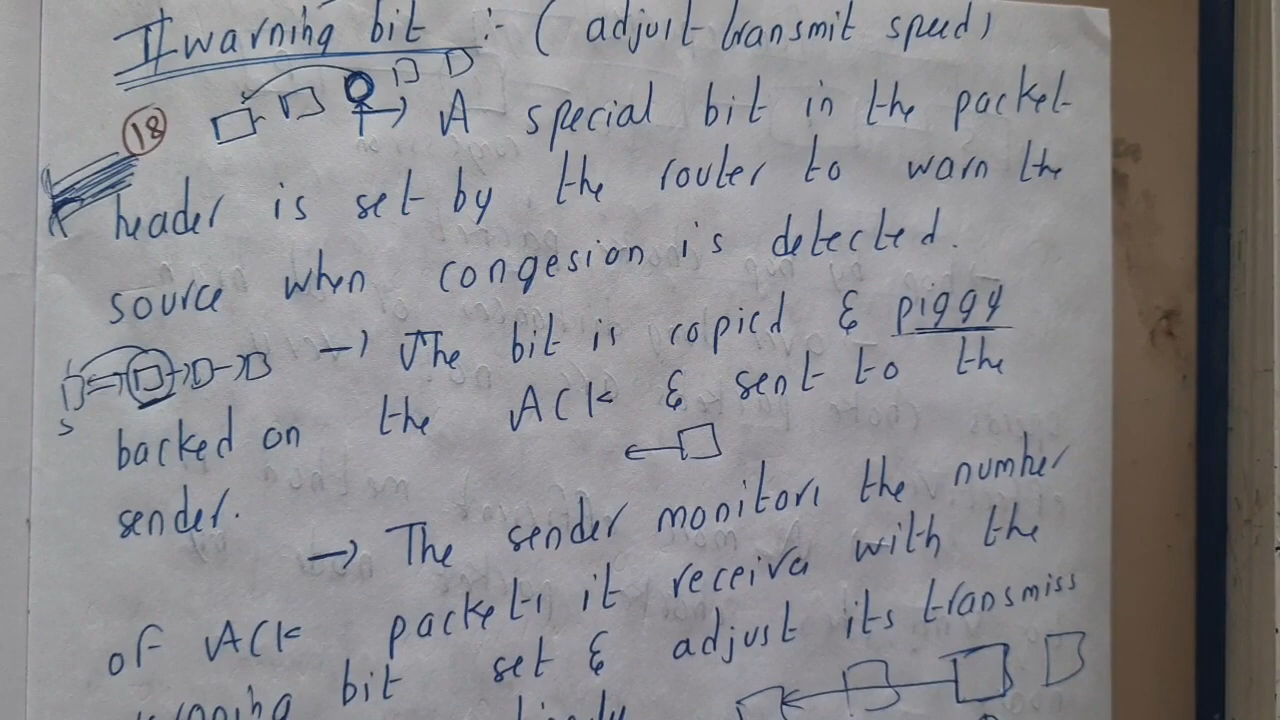 # warning bit :- ( adjust transmit speed)
18
→ A special bit in the packet
header is set by the router to warn the
source when congesion is detected.
→ The bit is copied & piggy
backed on the ACK & sent to the
S
sender.
→ The sender monitors the number
of ACK packets it receives with the
bit set & adjust its transmiss